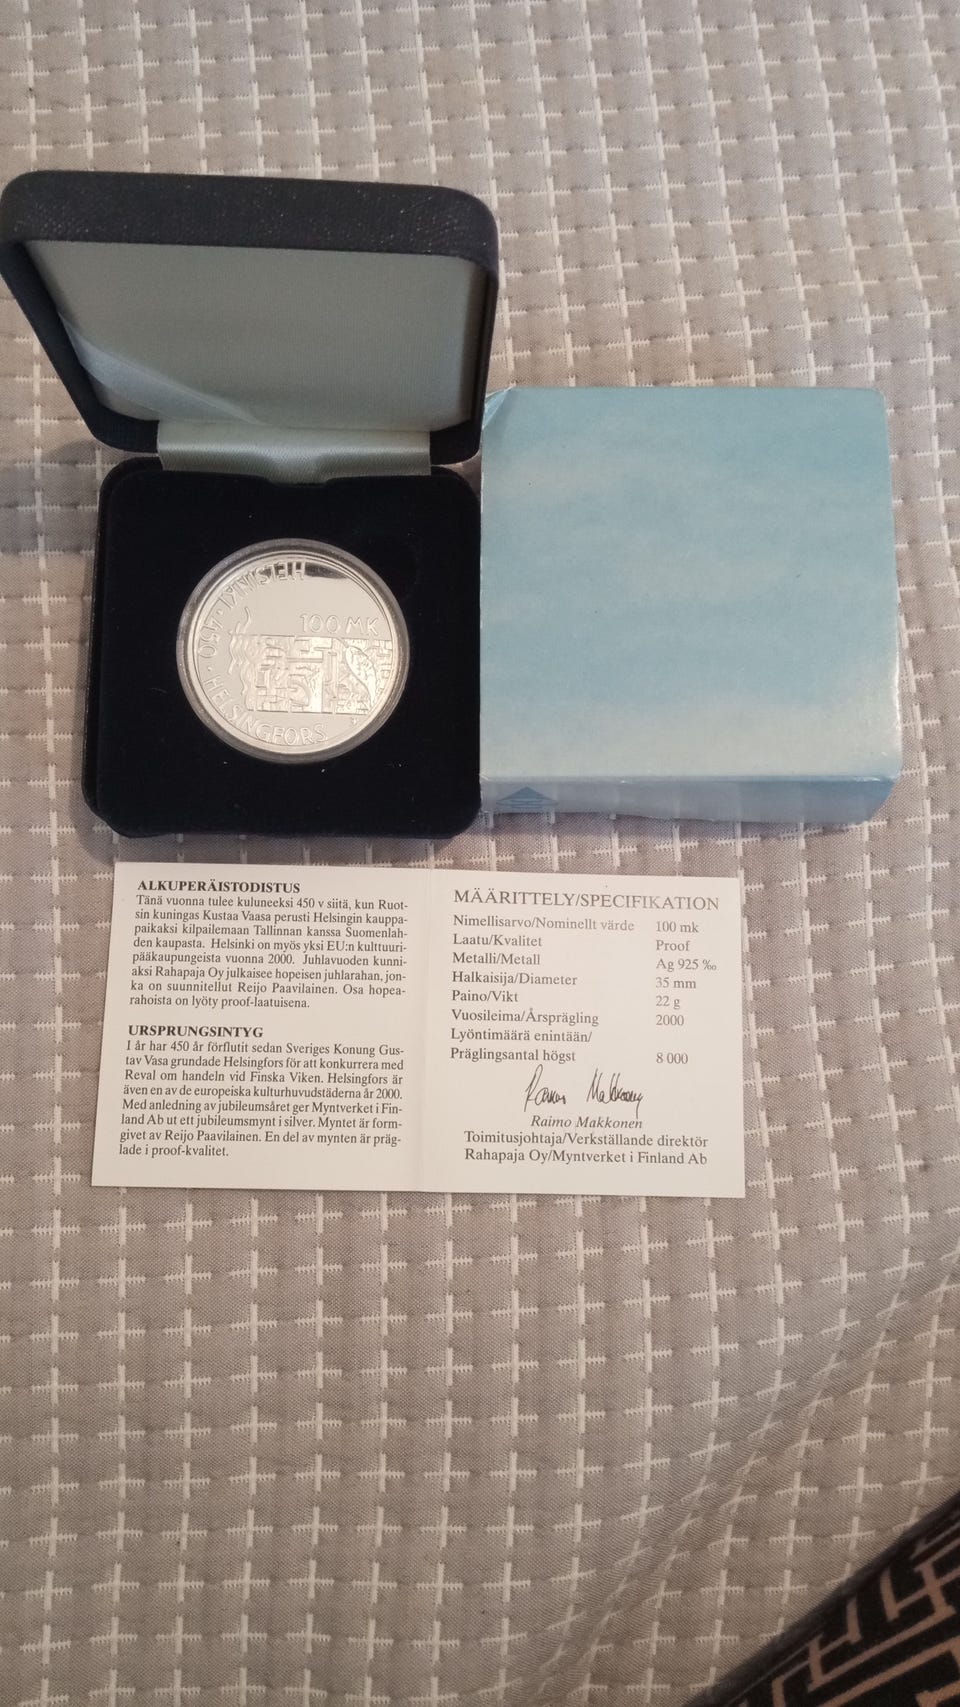 HELSINKI · 450 · HELSINGFORS
100 MK
ALKUPERÄISTODISTUS
Tänä vuonna tulee kuluneeksi 450 v siitä, kun Ruot-
sin kuningas Kustaa Vaasa perusti Helsingin kauppa-
paikaksi kilpailemaan Tallinnan kanssa Suomenlah-
den kaupasta. Helsinki on myös yksi EU:n kulttuuri-
pääkaupungeista vuonna 2000. Juhlavuoden kunni-
aksi Rahapaja Oy julkaisee hopeisen juhlarahan, jon-
ka on suunnitellut Reijo Paavilainen. Osa hopea-
rahoista on lyöty proof-laatuisena.
URSPRUNGSINTYG
I år har 450 år förflutit sedan Sveriges Konung Gus-
tav Vasa grundade Helsingfors för att konkurrera med
Reval om handeln vid Finska Viken. Helsingfors är
även en av de europeiska kulturhuvudstäderna år 2000.
Med anledning av jubileumsåret ger Myntverket i Fin-
land Ab ut ett jubileumsmynt i silver. Myntet är form-
givet av Reijo Paavilainen. En del av mynten är präg-
lade i proof-kvalitet.
MÄÄRITTELY/SPECIFIKATION
Nimellisarvo/Nominellt värde 100 mk
Laatu/Kvalitet Proof
Metalli/Metall Ag 925 ‰
Halkaisija/Diameter 35 mm
Paino/Vikt 22 g
Vuosileima/Årsprägling 2000
Lyöntimäärä enintään/
Präglingsantal högst 8 000
Raimo Makkonen
Raimo Makkonen
Toimitusjohtaja/Verkställande direktör
Rahapaja Oy/Myntverket i Finland Ab